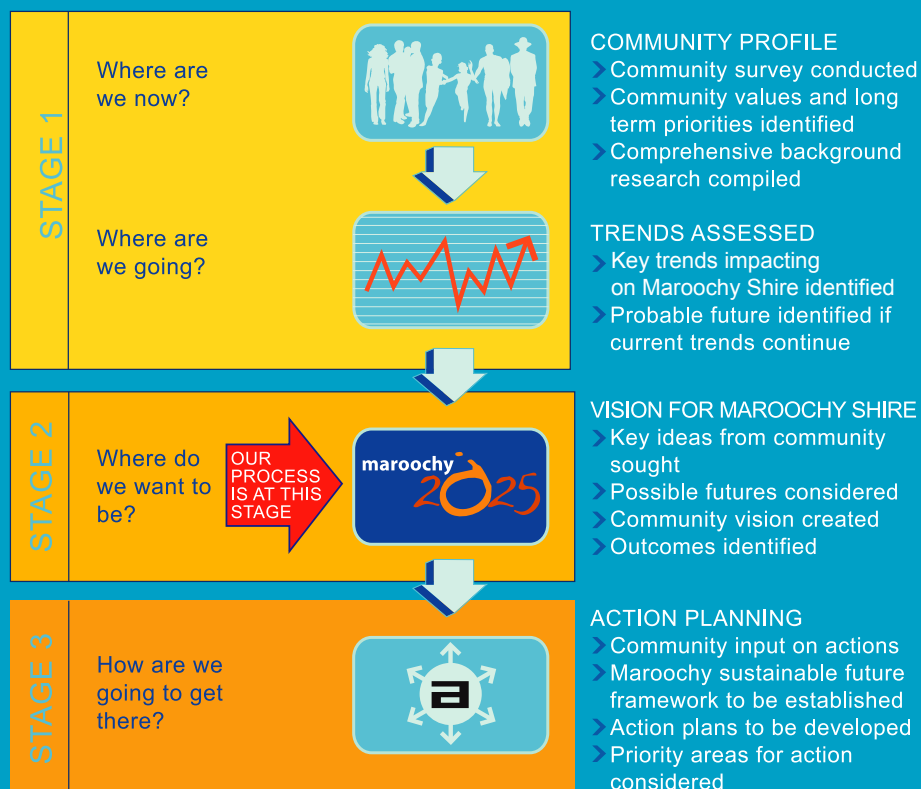 STAGE 1
Where are
we now?
COMMUNITY PROFILE
Community survey conducted
Community values and long
term priorities identified
Comprehensive background
research compiled
Where are
we going?
TRENDS ASSESSED
Key trends impacting
on Maroochy Shire identified
Probable future identified if
current trends continue
STAGE 2
Where do
we want to
be?
OUR
PROCESS
IS AT THIS
STAGE
maroochy
2025
VISION FOR MAROOCHY SHIRE
Key ideas from community
sought
Possible futures considered
Community vision created
Outcomes identified
STAGE 3
How are we
going to get
there?
a
ACTION PLANNING
Community input on actions
Maroochy sustainable future
framework to be established
Action plans to be developed
Priority areas for action
considered